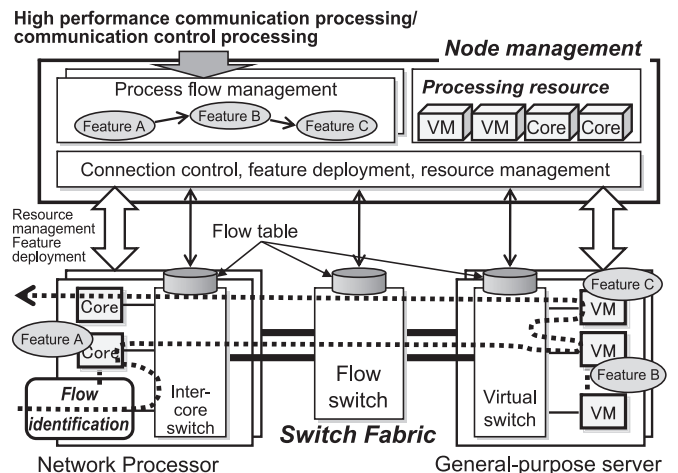 High performance communication processing/
communication control processing
Node management
Process flow management
Feature A
Feature B
Feature C
Processing resource
VM
VM
Core
Core
Connection control, feature deployment, resource management
Resource
management
Feature
deployment
Flow table
Core
Feature A
Core
Flow
identification
Inter-
core
switch
Flow
switch
Switch Fabric
Virtual
switch
Feature C
VM
VM
Feature B
VM
Network Processor
General-purpose server